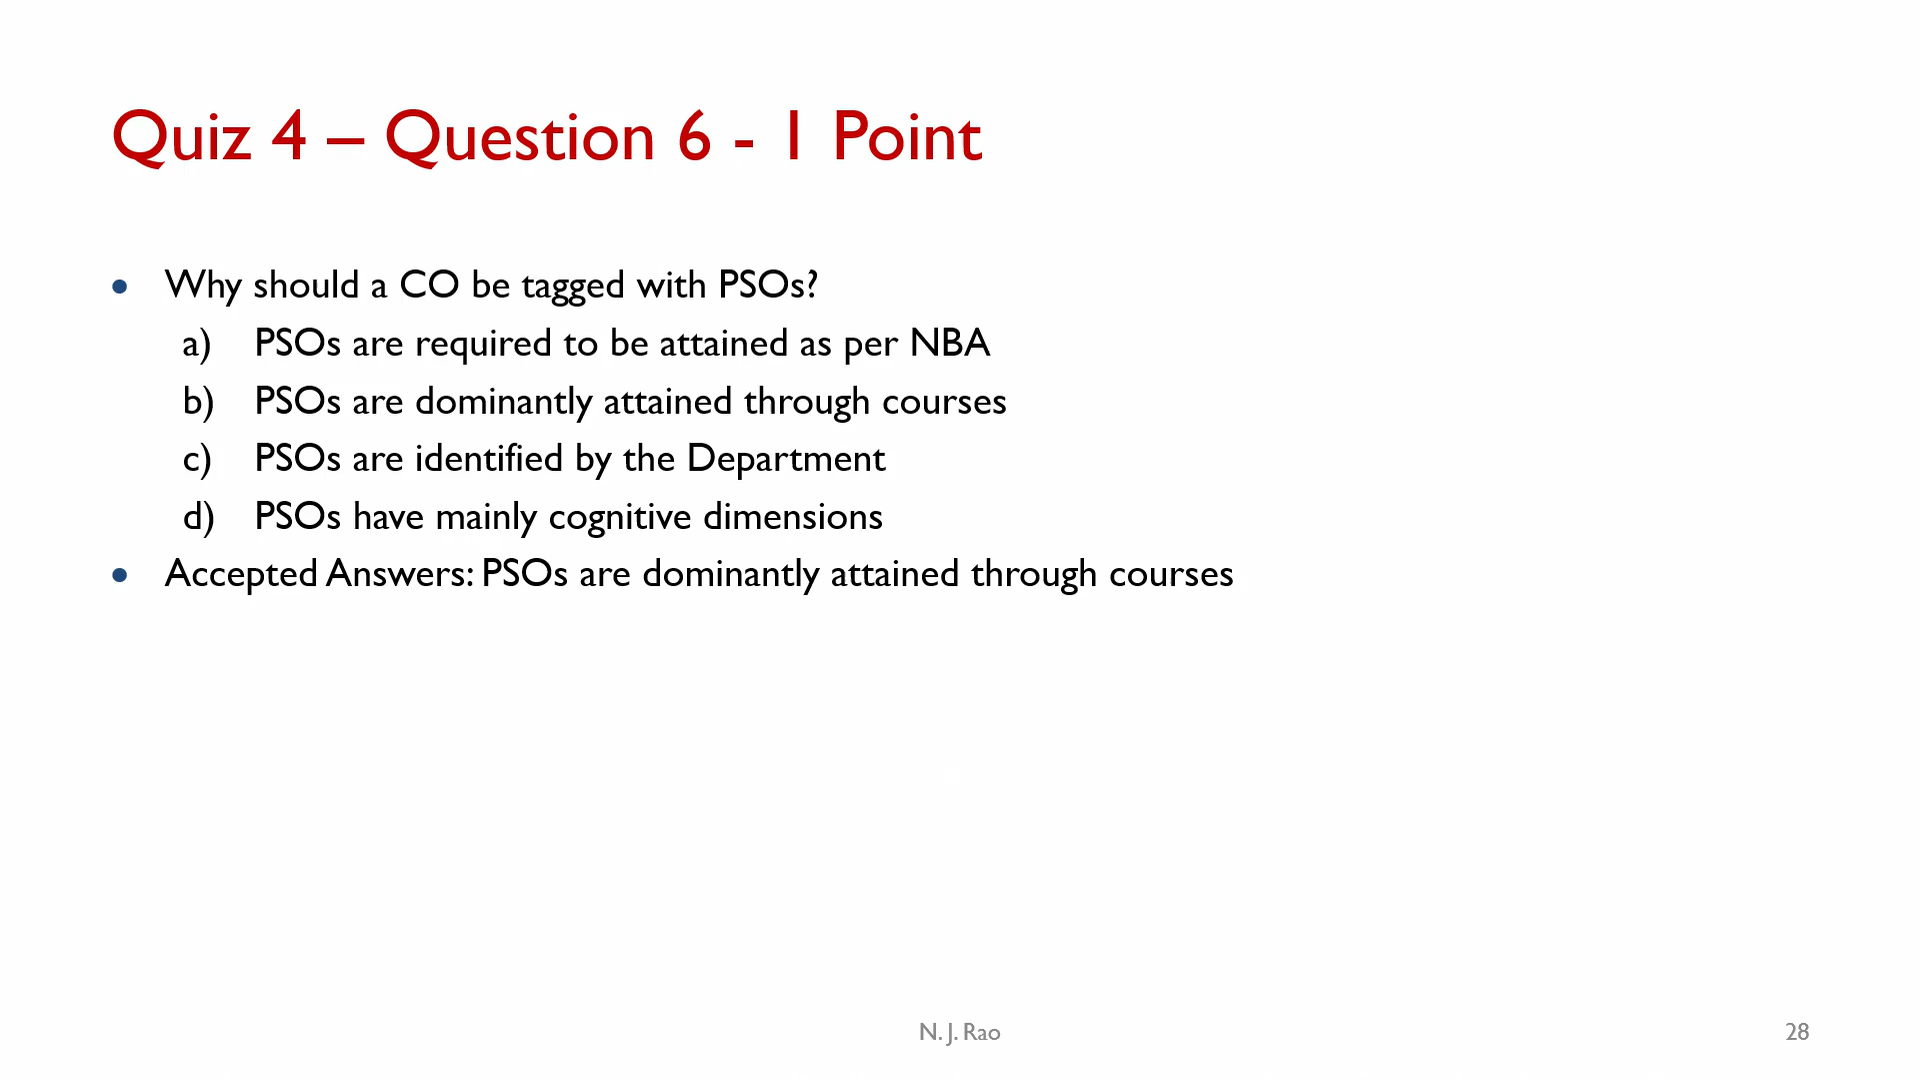 Quiz 4 – Question 6 - 1 Point
• Why should a CO be tagged with PSOs?
a) PSOs are required to be attained as per NBA
b) PSOs are dominantly attained through courses
c) PSOs are identified by the Department
d) PSOs have mainly cognitive dimensions
• Accepted Answers: PSOs are dominantly attained through courses
N. J. Rao
28